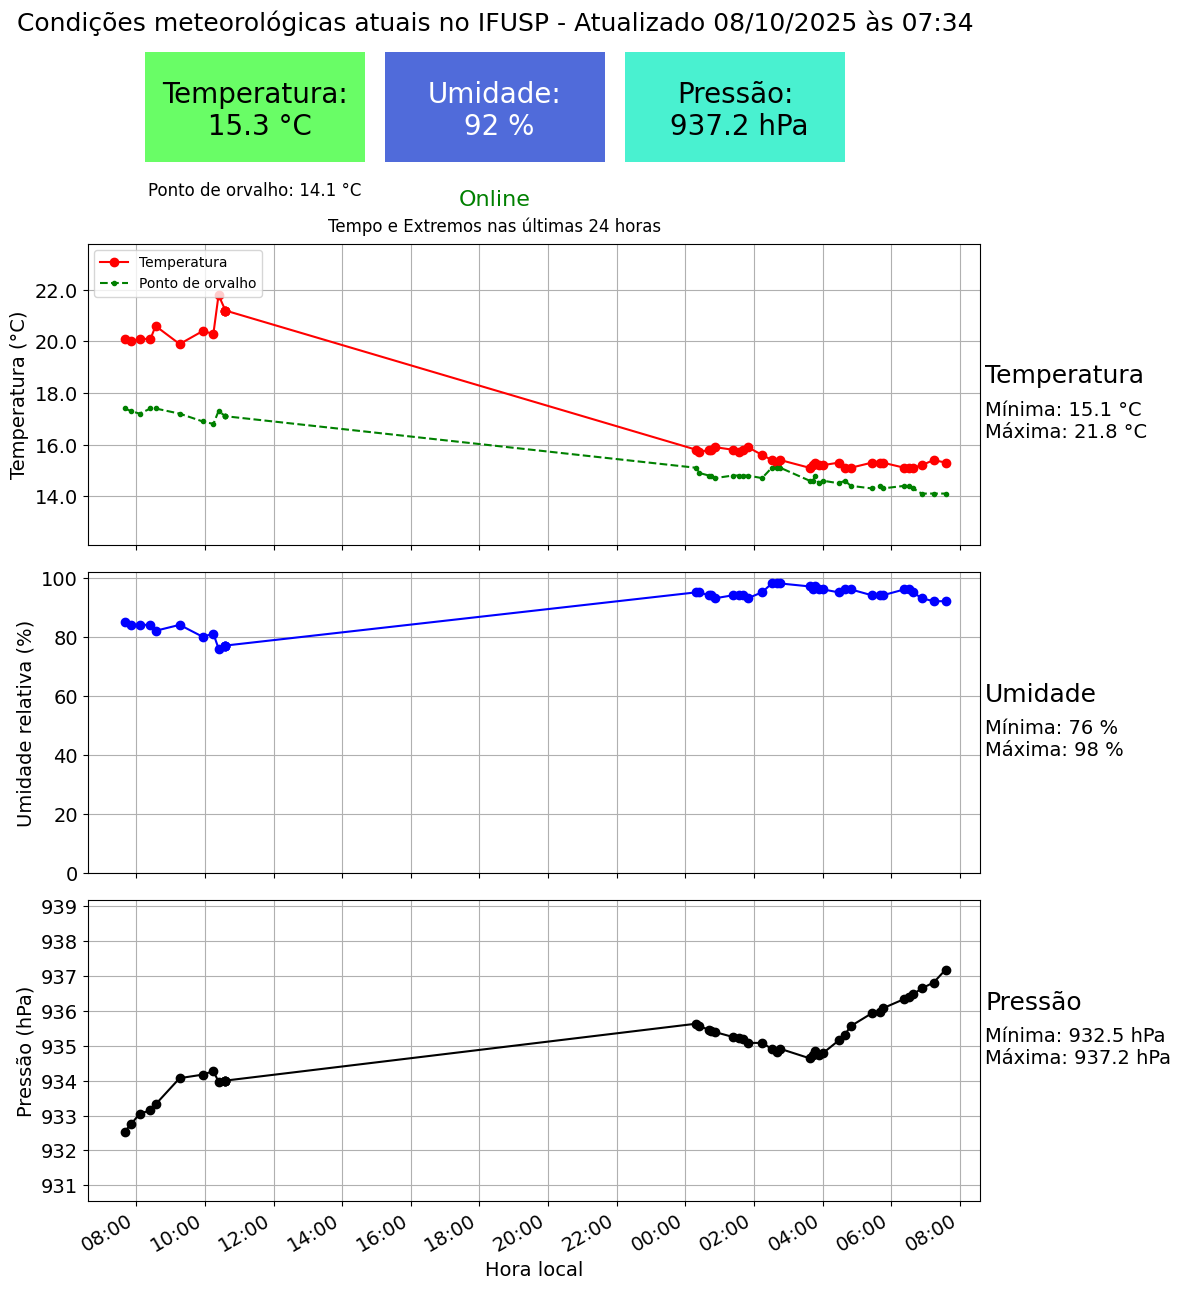 Condições meteorológicas atuais no IFUSP - Atualizado 08/10/2025 às 07:34
Temperatura:
15.3 °C
Umidade:
92 %
Pressão:
937.2 hPa
Ponto de orvalho: 14.1 °C
Online
Tempo e Extremos nas últimas 24 horas
Temperatura
Ponto de orvalho
Temperatura (°C)
22.0
20.0
18.0
16.0
14.0
Temperatura
Mínima: 15.1 °C
Máxima: 21.8 °C
Umidade relativa (%)
100
80
60
40
20
0
Umidade
Mínima: 76 %
Máxima: 98 %
Pressão (hPa)
939
938
937
936
935
934
933
932
931
Pressão
Mínima: 932.5 hPa
Máxima: 937.2 hPa
08:00
10:00
12:00
14:00
16:00
18:00
20:00
22:00
00:00
02:00
04:00
06:00
08:00
Hora local